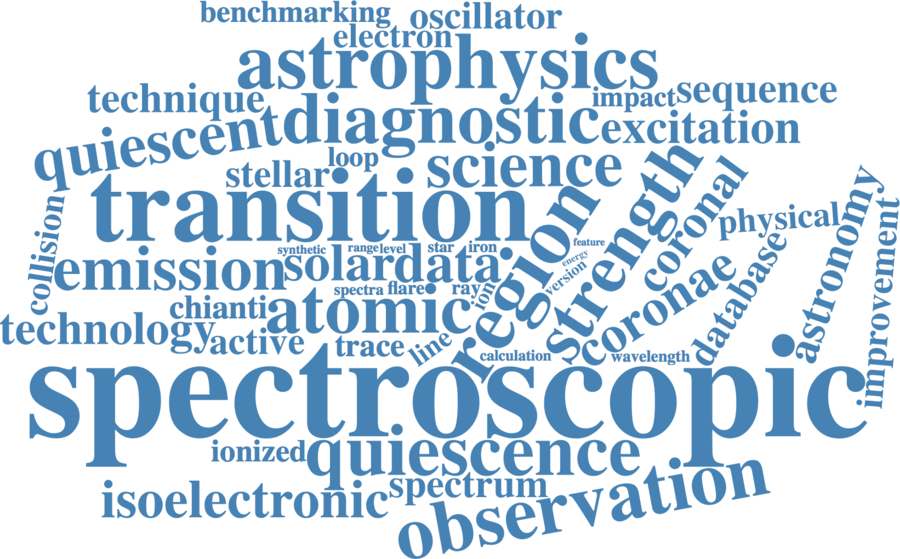 benchmarking
oscillator
electron
astrophysics
technique
impact
sequence
quiescent
diagnostic
excitation
loop
stellar
science
transition
strength
region
coronal
physical
astronomy
collision
synthetic
range
level
star
iron
feature
energy
version
emission
solar
data
spectra
flare
ray
ion
coronae
database
improvement
chianti
atomic
technology
active
trace
line
calculation
wavelength
spectroscopic
ionized
quiescence
isoelectronic
spectrum
observation